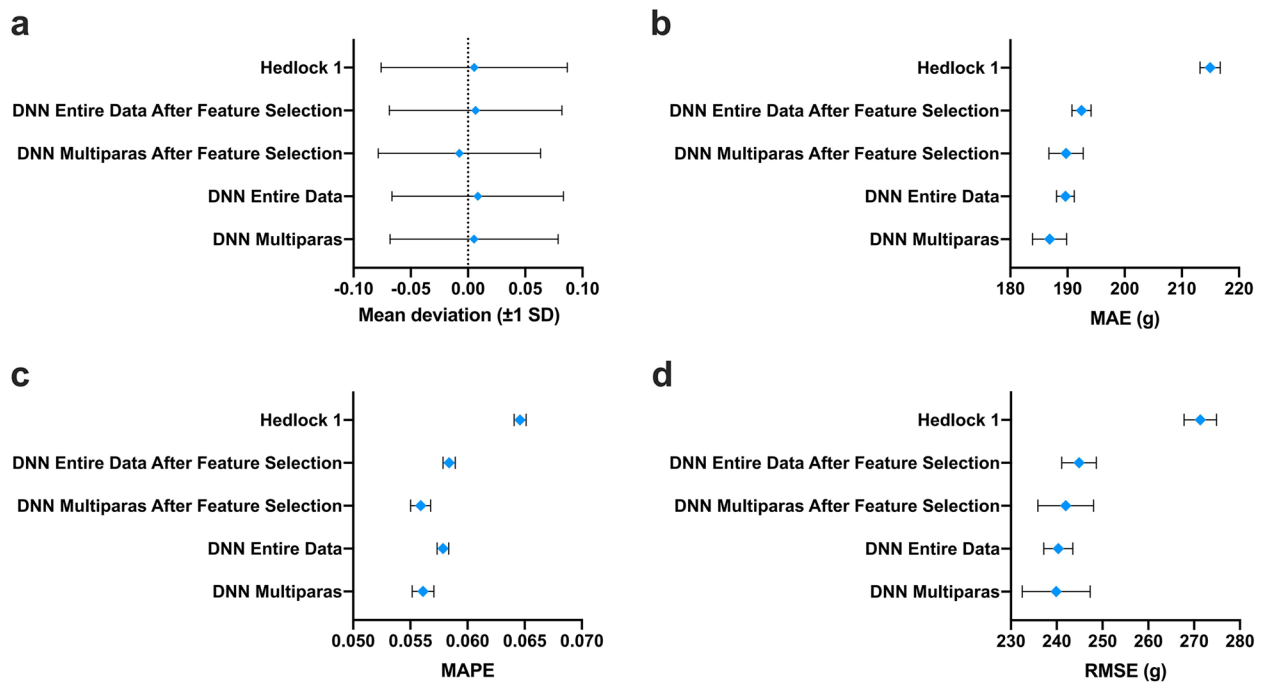 a
Hedlock 1
DNN Entire Data After Feature Selection
DNN Multiparas After Feature Selection
DNN Entire Data
DNN Multiparas
-0.10 -0.05 0.00 0.05 0.10
Mean deviation (±1 SD)
b
Hedlock 1
DNN Entire Data After Feature Selection
DNN Multiparas After Feature Selection
DNN Entire Data
DNN Multiparas
180 190 200 210 220
MAE (g)
c
Hedlock 1
DNN Entire Data After Feature Selection
DNN Multiparas After Feature Selection
DNN Entire Data
DNN Multiparas
0.050 0.055 0.060 0.065 0.070
MAPE
d
Hedlock 1
DNN Entire Data After Feature Selection
DNN Multiparas After Feature Selection
DNN Entire Data
DNN Multiparas
230 240 250 260 270 280
RMSE (g)